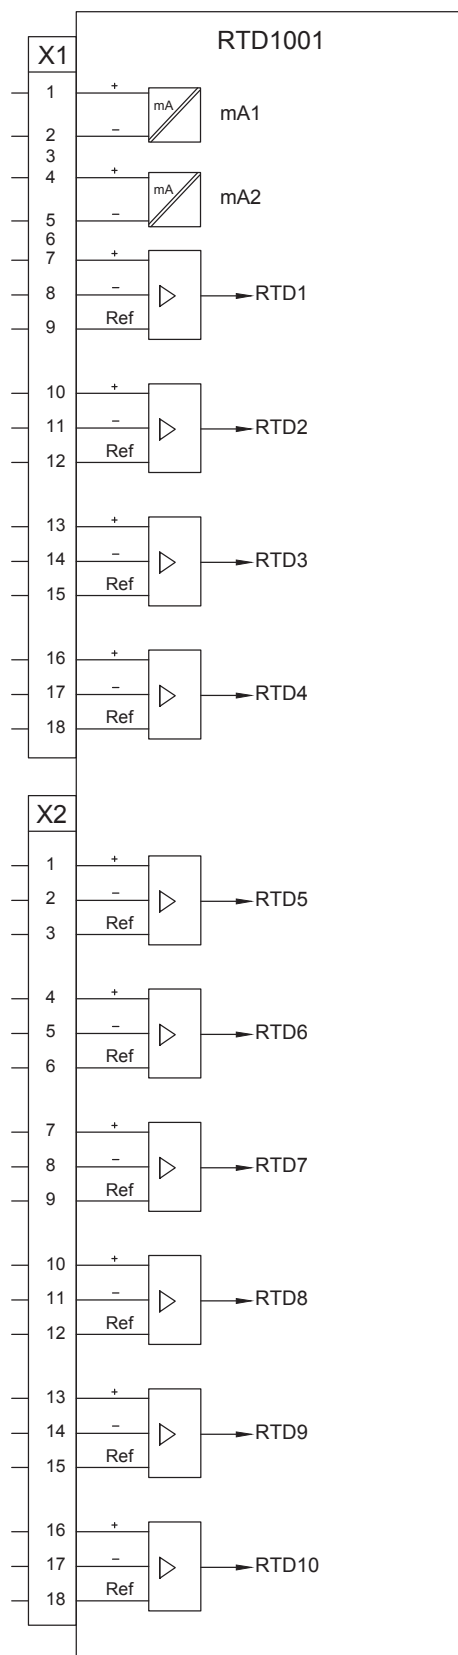 RTD1001
X1
1 +
mA mA1
2 −
3
4 +
mA mA2
5 −
6
7 +
8 − RTD1
9 Ref
10 +
11 − RTD2
12 Ref
13 +
14 − RTD3
15 Ref
16 +
17 − RTD4
18 Ref
X2
1 +
2 − RTD5
3 Ref
4 +
5 − RTD6
6 Ref
7 +
8 − RTD7
9 Ref
10 +
11 − RTD8
12 Ref
13 +
14 − RTD9
15 Ref
16 +
17 − RTD10
18 Ref